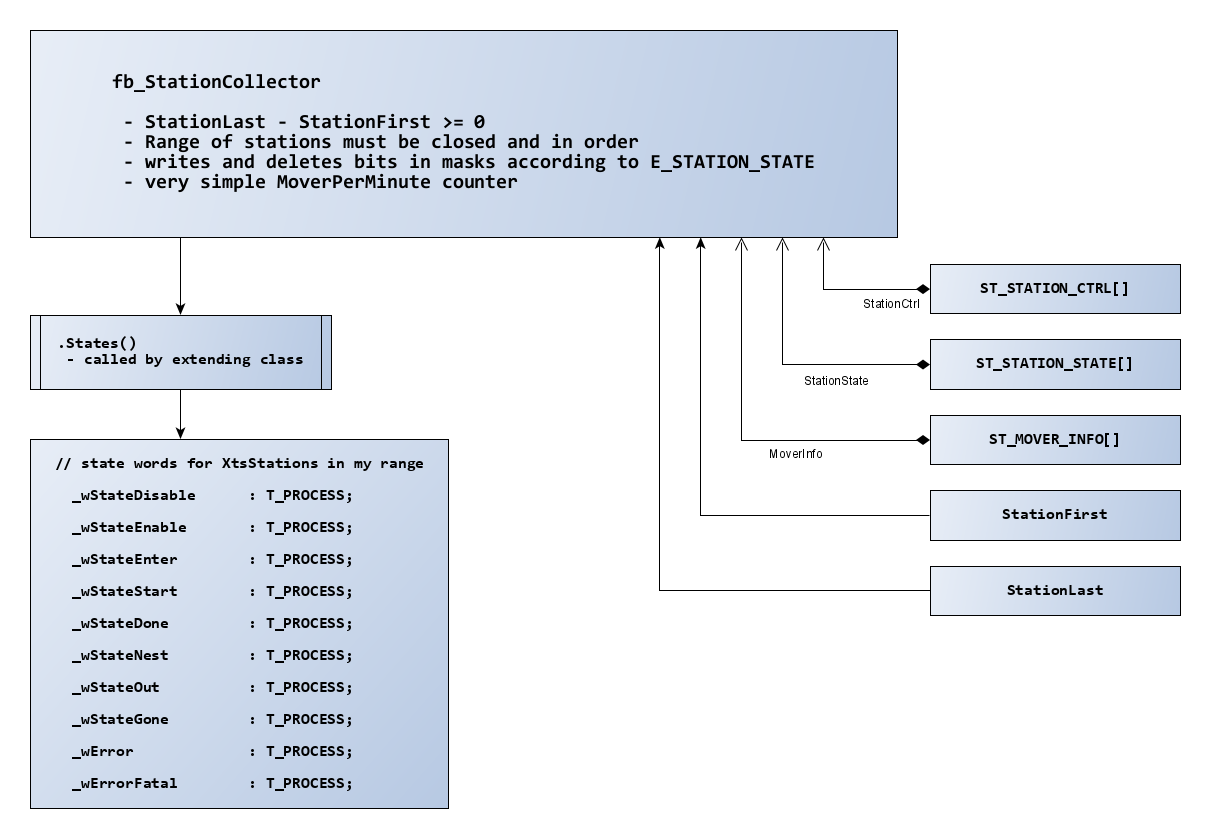 fb_StationCollector
- StationLast - StationFirst >= 0
- Range of stations must be closed and in order
- writes and deletes bits in masks according to E_STATION_STATE
- very simple MoverPerMinute counter
ST_STATION_CTRL[]
StationCtrl
.States()
- called by extending class
ST_STATION_STATE[]
StationState
ST_MOVER_INFO[]
MoverInfo
StationFirst
StationLast
// state words for XtsStations in my range
_wStateDisable : T_PROCESS;
_wStateEnable : T_PROCESS;
_wStateEnter : T_PROCESS;
_wStateStart : T_PROCESS;
_wStateDone : T_PROCESS;
_wStateNest : T_PROCESS;
_wStateOut : T_PROCESS;
_wStateGone : T_PROCESS;
_wError : T_PROCESS;
_wErrorFatal : T_PROCESS;